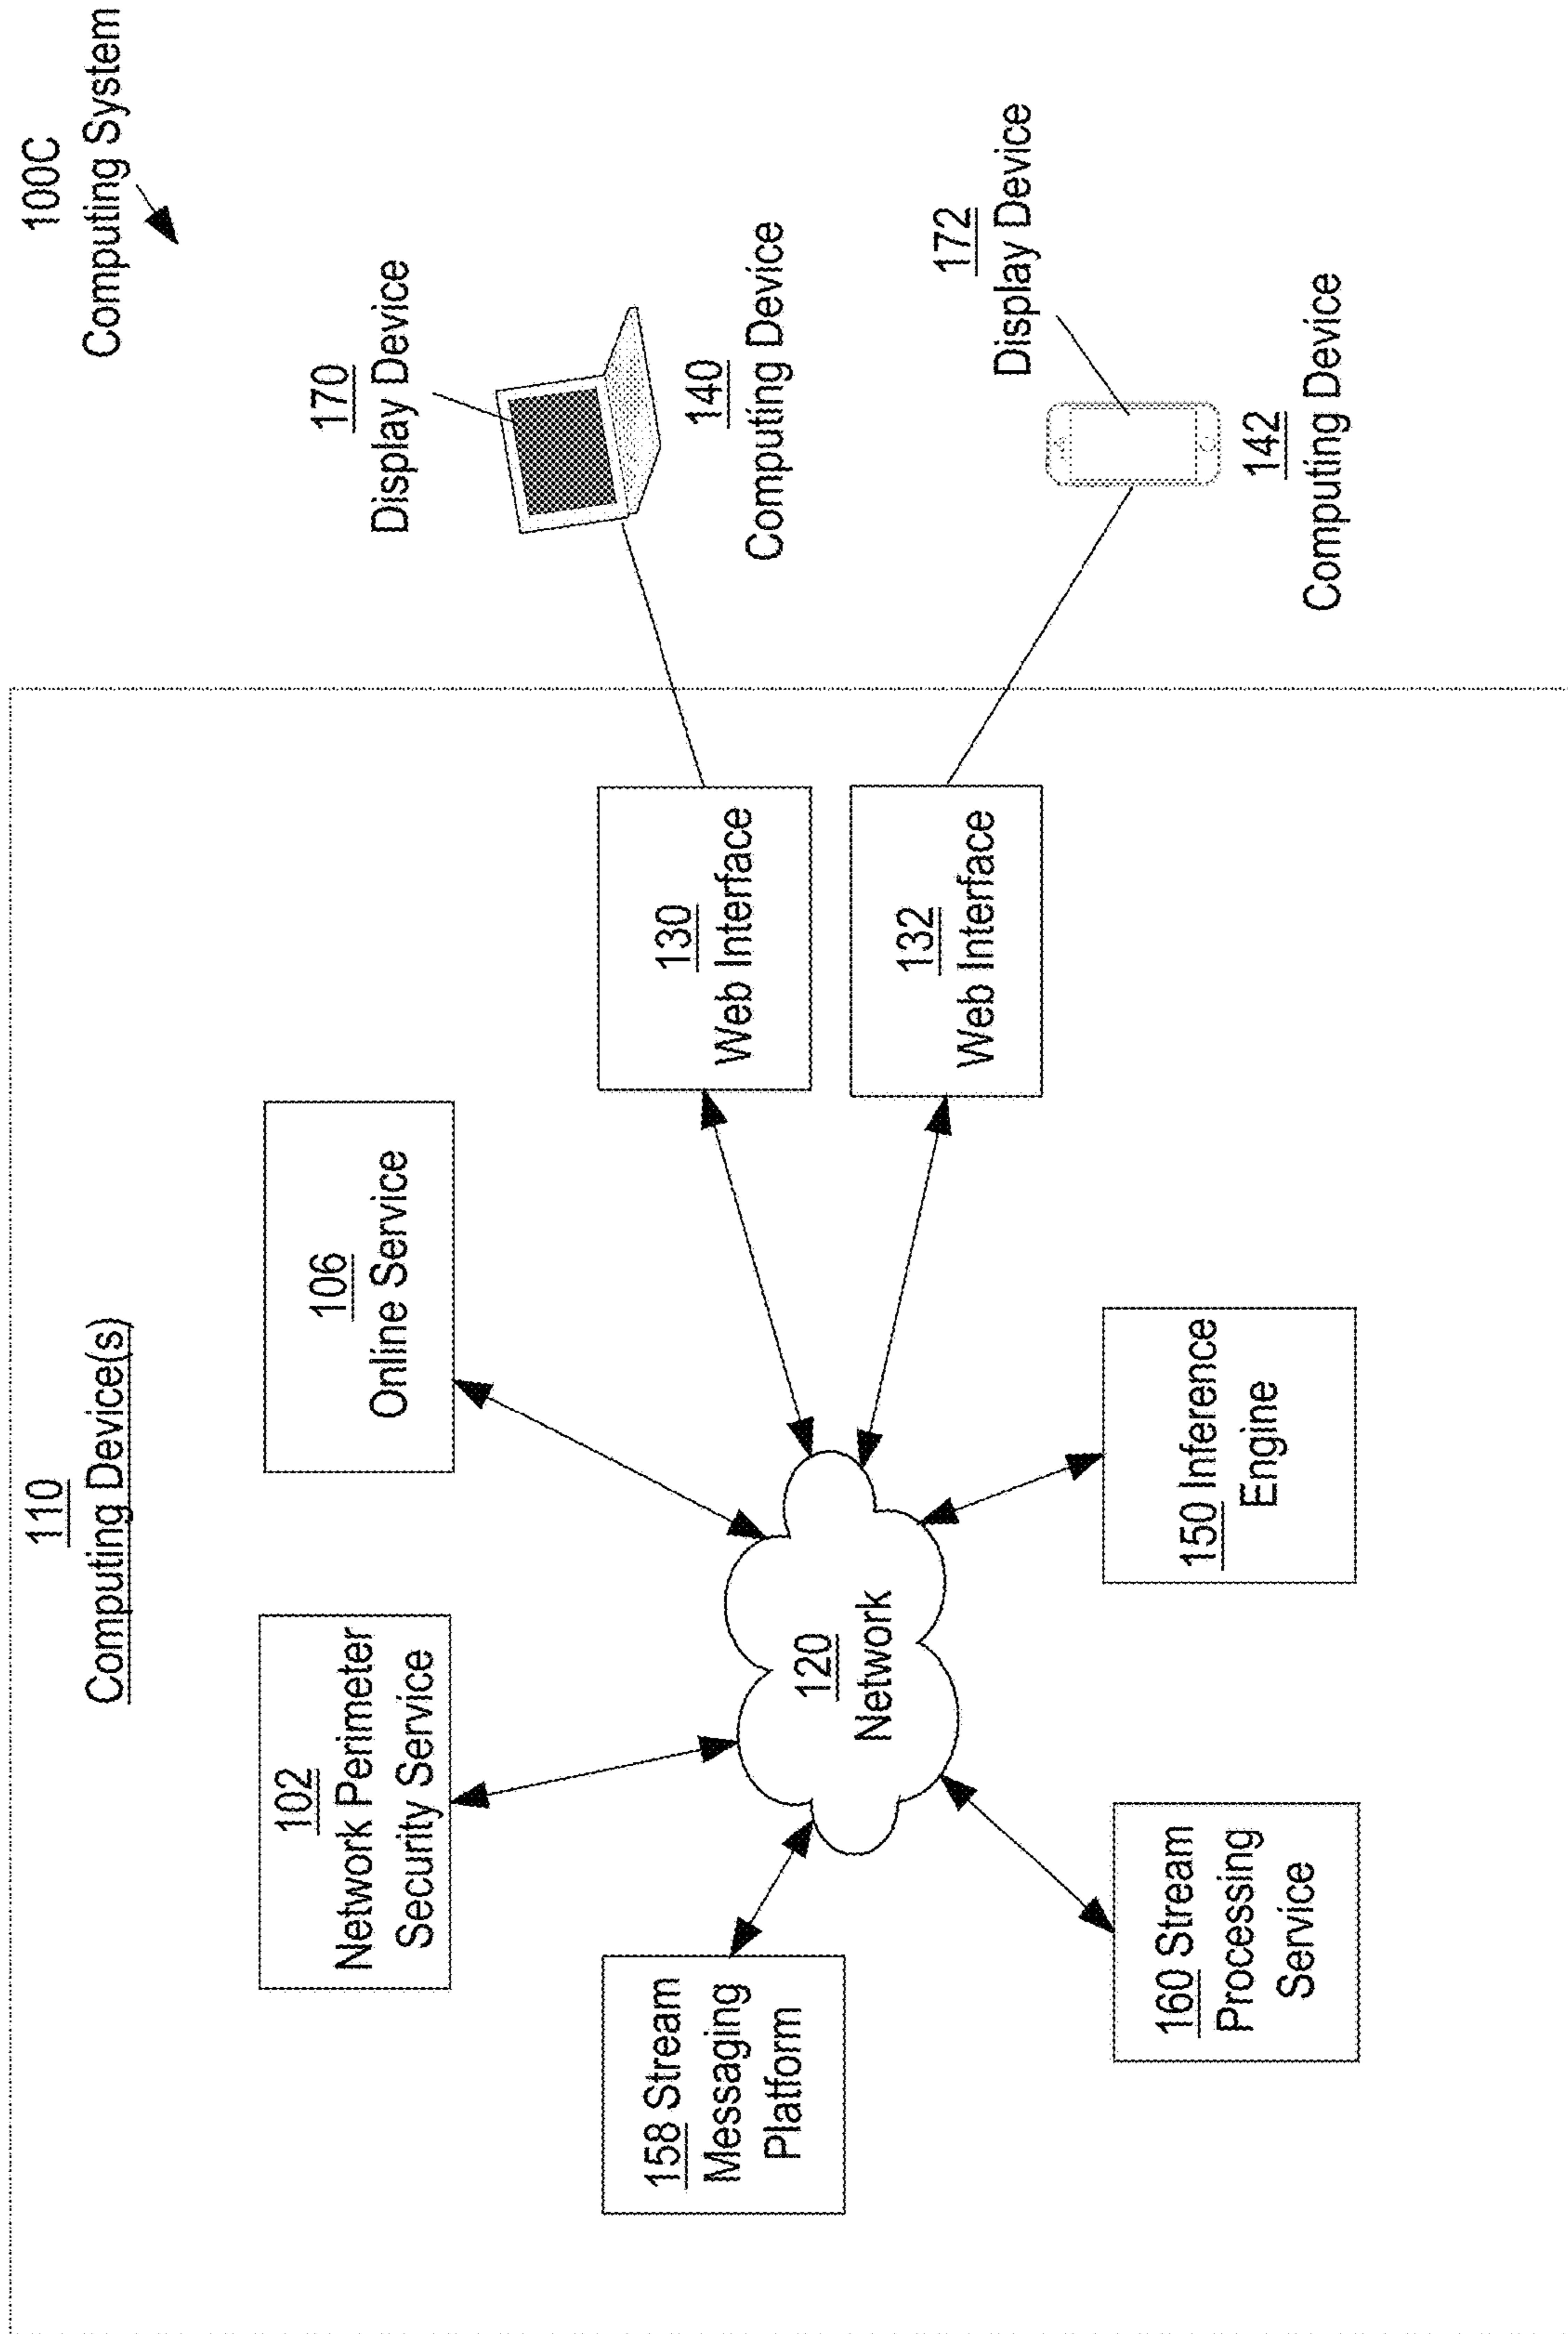 100C
Computing System
110
Computing Device(s)
102
Network Perimeter
Security Service
106
Online Service
170
Display Device
158 Stream
Messaging
Platform
120
Network
130
Web Interface
140
Computing Device
132
Web Interface
172
Display Device
160 Stream
Processing
Service
150 Inference
Engine
142
Computing Device